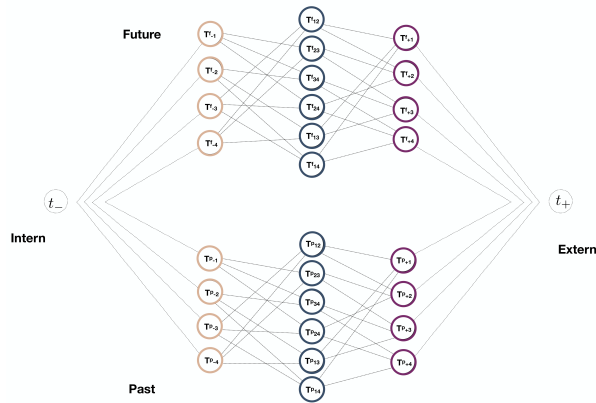 Future
Tᶠ₋₁
Tᶠ₋₂
Tᶠ₋₃
Tᶠ₋₄
Tᶠ₁₂
Tᶠ₂₃
Tᶠ₃₄
Tᶠ₂₄
Tᶠ₁₃
Tᶠ₁₄
Tᶠ₊₁
Tᶠ₊₂
Tᶠ₊₃
Tᶠ₊₄
t₋
Intern
t₊
Extern
Tᵖ₋₁
Tᵖ₋₂
Tᵖ₋₃
Tᵖ₋₄
Tᵖ₁₂
Tᵖ₂₃
Tᵖ₃₄
Tᵖ₂₄
Tᵖ₁₃
Tᵖ₁₄
Tᵖ₊₁
Tᵖ₊₂
Tᵖ₊₃
Tᵖ₊₄
Past